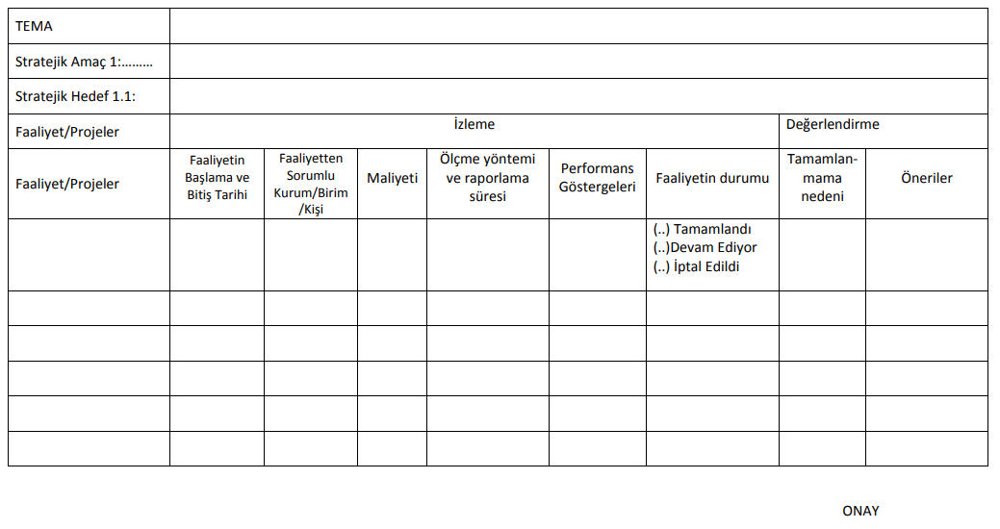 TEMA
Stratejik Amaç 1:.........
Stratejik Hedef 1.1:
Faaliyet/Projeler
İzleme
Değerlendirme
Faaliyet/Projeler
Faaliyetin
Başlama ve
Bitiş Tarihi
Faaliyetten
Sorumlu
Kurum/Birim
/Kişi
Maliyeti
Ölçme yöntemi
ve raporlama
süresi
Performans
Göstergeleri
Faaliyetin durumu
Tamamlan-
mama
nedeni
Öneriler
(..) Tamamlandı
(..)Devam Ediyor
(..) İptal Edildi
ONAY